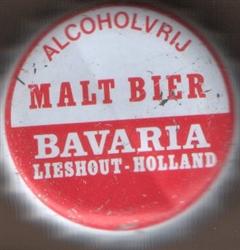 ALCOHOLVRIJ
MALT BIER
BAVARIA
LIESHOUT-HOLLAND